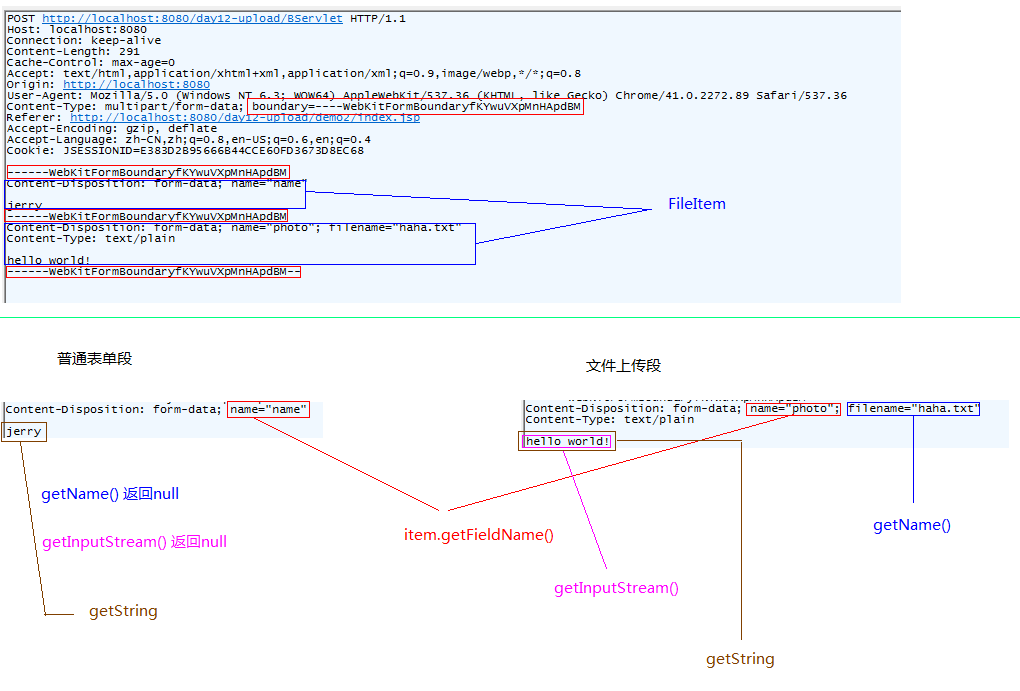 POST http://localhost:8080/day12-upload/BServlet HTTP/1.1
Host: localhost:8080
Connection: keep-alive
Content-Length: 291
Cache-Control: max-age=0
Accept: text/html,application/xhtml+xml,application/xml;q=0.9,image/webp,*/*;q=0.8
Origin: http://localhost:8080
User-Agent: Mozilla/5.0 (Windows NT 6.3; WOW64) AppleWebKit/537.36 (KHTML, like Gecko) Chrome/41.0.2272.89 Safari/537.36
Content-Type: multipart/form-data; boundary=----WebKitFormBoundaryfKYwuVXpMnHApdBM
Referer: http://localhost:8080/day12-upload/demo2/index.jsp
Accept-Encoding: gzip, deflate
Accept-Language: zh-CN,zh;q=0.8,en-US;q=0.6,en;q=0.4
Cookie: JSESSIONID=E383D2B95666B44CCE60FD3673D8EC68
------WebKitFormBoundaryfKYwuVXpMnHApdBM
Content-Disposition: form-data; name="name"
jerry
------WebKitFormBoundaryfKYwuVXpMnHApdBM
Content-Disposition: form-data; name="photo"; filename="haha.txt"
Content-Type: text/plain
hello world!
------WebKitFormBoundaryfKYwuVXpMnHApdBM--
FileItem
普通表单段
Content-Disposition: form-data; name="name"
jerry
getName() 返回null
getInputStream() 返回null
getString
item.getFieldName()
文件上传段
Content-Disposition: form-data; name="photo"; filename="haha.txt"
Content-Type: text/plain
hello world!
getName()
getInputStream()
getString